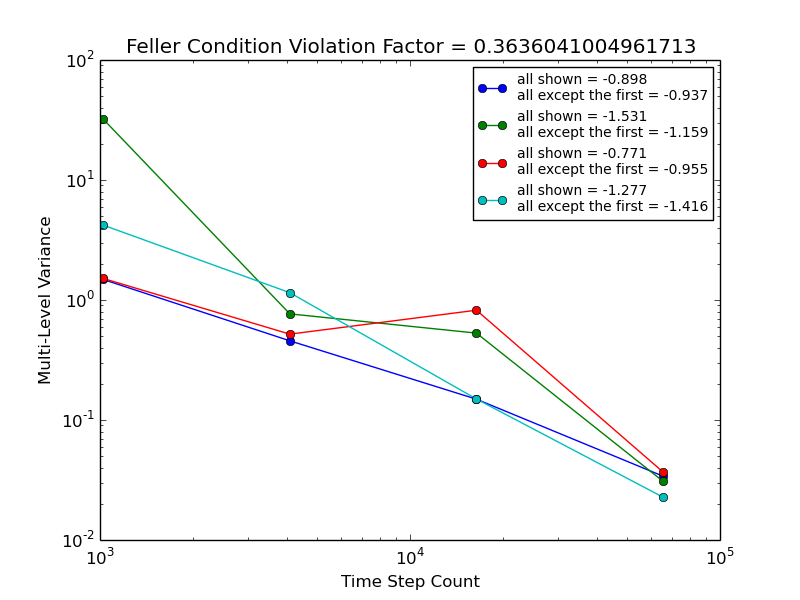 Feller Condition Violation Factor = 0.3636041004961713
all shown = -0.898
all except the first = -0.937
all shown = -1.531
all except the first = -1.159
all shown = -0.771
all except the first = -0.955
all shown = -1.277
all except the first = -1.416
Multi-Level Variance
10²
10¹
10⁰
10⁻¹
10⁻²
10³
10⁴
10⁵
Time Step Count